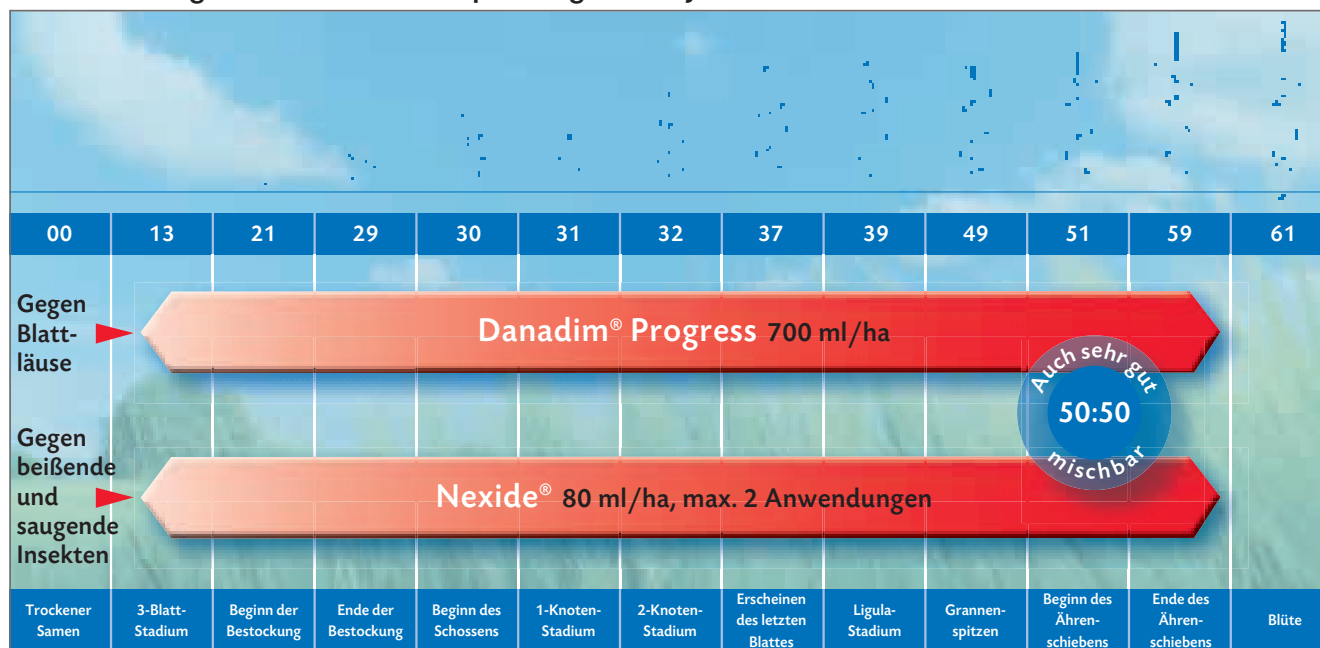 00 13 21 29 30 31 32 37 39 49 51 59 61
Gegen
Blatt-
läuse
Danadim® Progress 700 ml/ha
Auch sehr gut
50:50
mischbar
Gegen
beißende
und
saugende
Insekten
Nexide® 80 ml/ha, max. 2 Anwendungen
Trockener
Samen
3-Blatt-
Stadium
Beginn der
Bestockung
Ende der
Bestockung
Beginn des
Schossens
1-Knoten-
Stadium
2-Knoten-
Stadium
Erscheinen
des letzten
Blattes
Ligula-
Stadium
Grannen-
spitzen
Beginn des
Ähren-
schiebens
Ende des
Ähren-
schiebens
Blüte